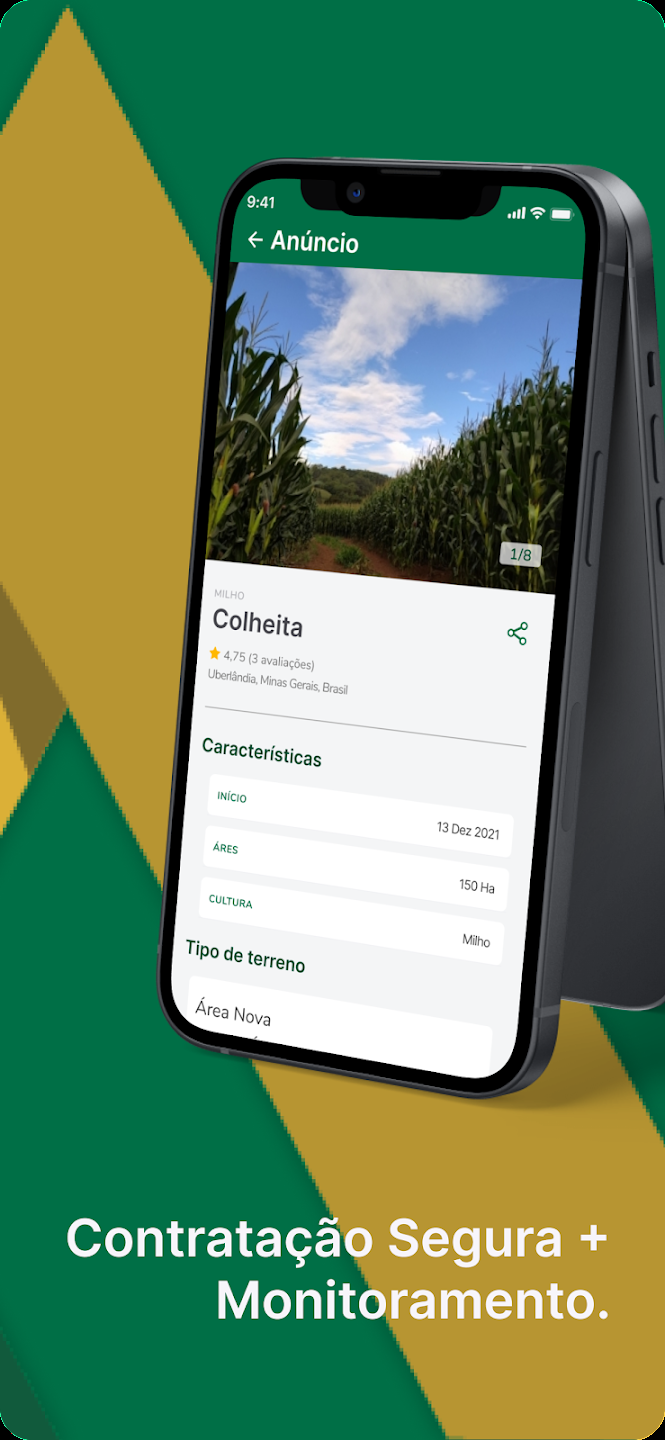 9:41
← Anúncio
1/8
MILHO
Colheita
4,75 (3 avaliações)
Uberlândia, Minas Gerais, Brasil
Características
INÍCIO 13 Dez 2021
ÁRES 150 Ha
CULTURA Milho
Tipo de terreno
Área Nova
Contratação Segura +
Monitoramento.